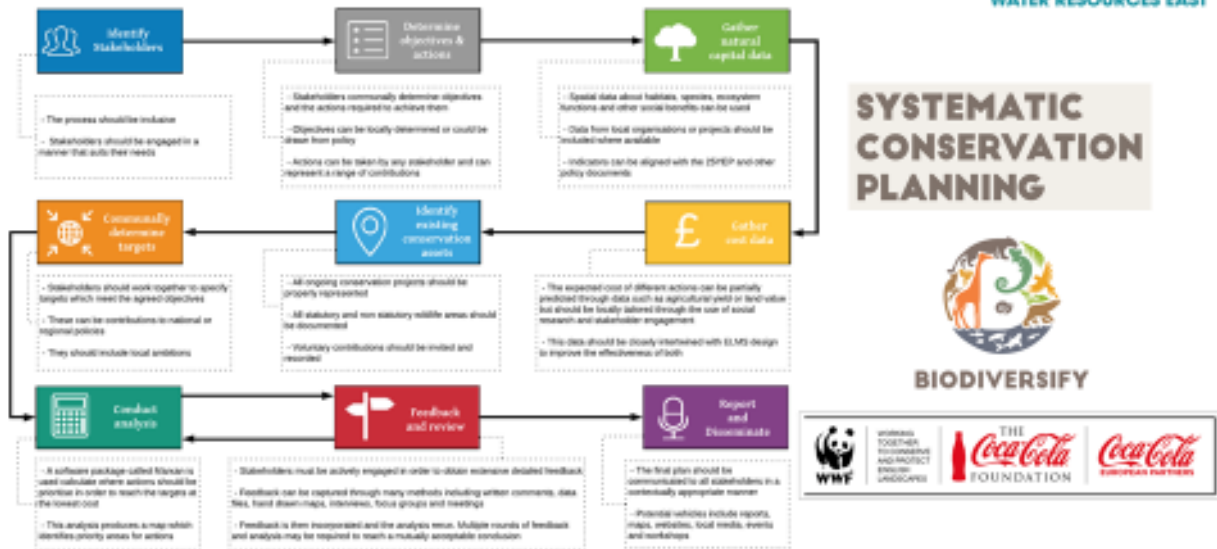 WATER RESOURCES EAST
Identify
Stakeholders
Determine
objectives &
actions
Gather
natural
capital data
- The process should be inclusive
- Stakeholders should be engaged in a
manner that suits their needs
- Stakeholders communally determine objectives
and the actions required to achieve them
- Objectives can be locally determined or could be
drawn from policy
- Actions can be taken by any stakeholder and can
represent a range of contributions
- Spatial data about habitats, species, ecosystem
functions and other social benefits can be used
- Data from local organisations or projects should be
included where available
- Indicators can be aligned with the 25YEP and other
policy documents
SYSTEMATIC
CONSERVATION
PLANNING
Communally
determine
targets
Identify
existing
conservation
assets
£
Gather
cost data
- Stakeholders should work together to specify
targets which meet the agreed objectives
- These can be contributions to national or
regional policies
- They should include local ambitions
- All ongoing conservation projects should be
properly represented
- All statutory and non statutory wildlife areas should
be documented
- Voluntary contributions should be invited and
recorded
- The expected cost of different actions can be partially
predicted through data such as agricultural yield or land value
but should be locally tailored through the use of social
research and stakeholder engagement
- This data should be closely intertwined with ELMS design
to improve the effectiveness of both
BIODIVERSIFY
Conduct
analysis
Feedback
and review
Report
and
Disseminate
- A software package called Marxan is
used calculate where actions should be
prioritise in order to reach the targets at
the lowest cost
- This analysis produces a map which
identifies priority areas for actions
- Stakeholders must be actively engaged in order to obtain extensive detailed feedback
- Feedback can be captured through many methods including written comments, data
files, hand drawn maps, interviews, focus groups and meetings
- Feedback is then incorporated and the analysis rerun. Multiple rounds of feedback
and analysis may be required to reach a mutually acceptable conclusion
- The final plan should be
communicated to all stakeholders in a
contextually appropriate manner
- Potential vehicles include reports,
maps, websites, local media, events
and workshops
WWF
WORKING
TOGETHER
TO CONSERVE
AND PROTECT
ENGLISH
LANDSCAPES
THE
Coca-Cola
FOUNDATION
Coca-Cola
EUROPEAN PARTNERS